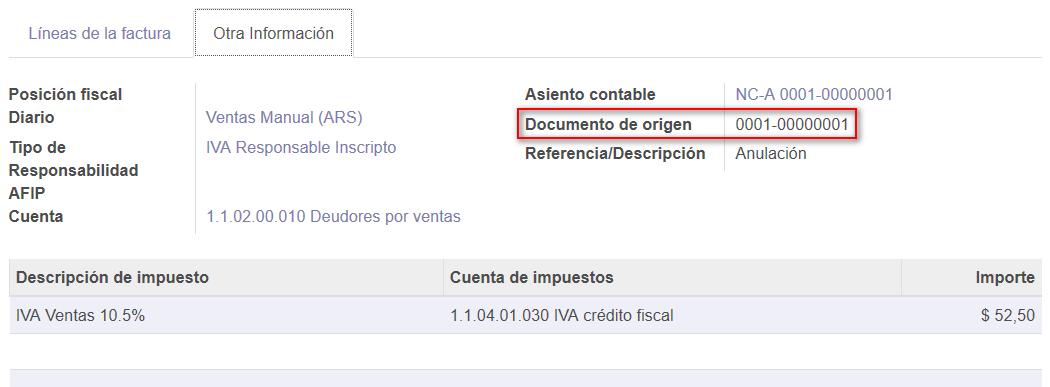 Líneas de la factura
Otra Información
Posición fiscal
Diario
Ventas Manual (ARS)
Tipo de
Responsabilidad
AFIP
IVA Responsable Inscripto
Cuenta
1.1.02.00.010 Deudores por ventas
Asiento contable
NC-A 0001-00000001
Documento de origen
0001-00000001
Referencia/Descripción
Anulación
Descripción de impuesto
Cuenta de impuestos
Importe
IVA Ventas 10.5%
1.1.04.01.030 IVA crédito fiscal
$ 52,50